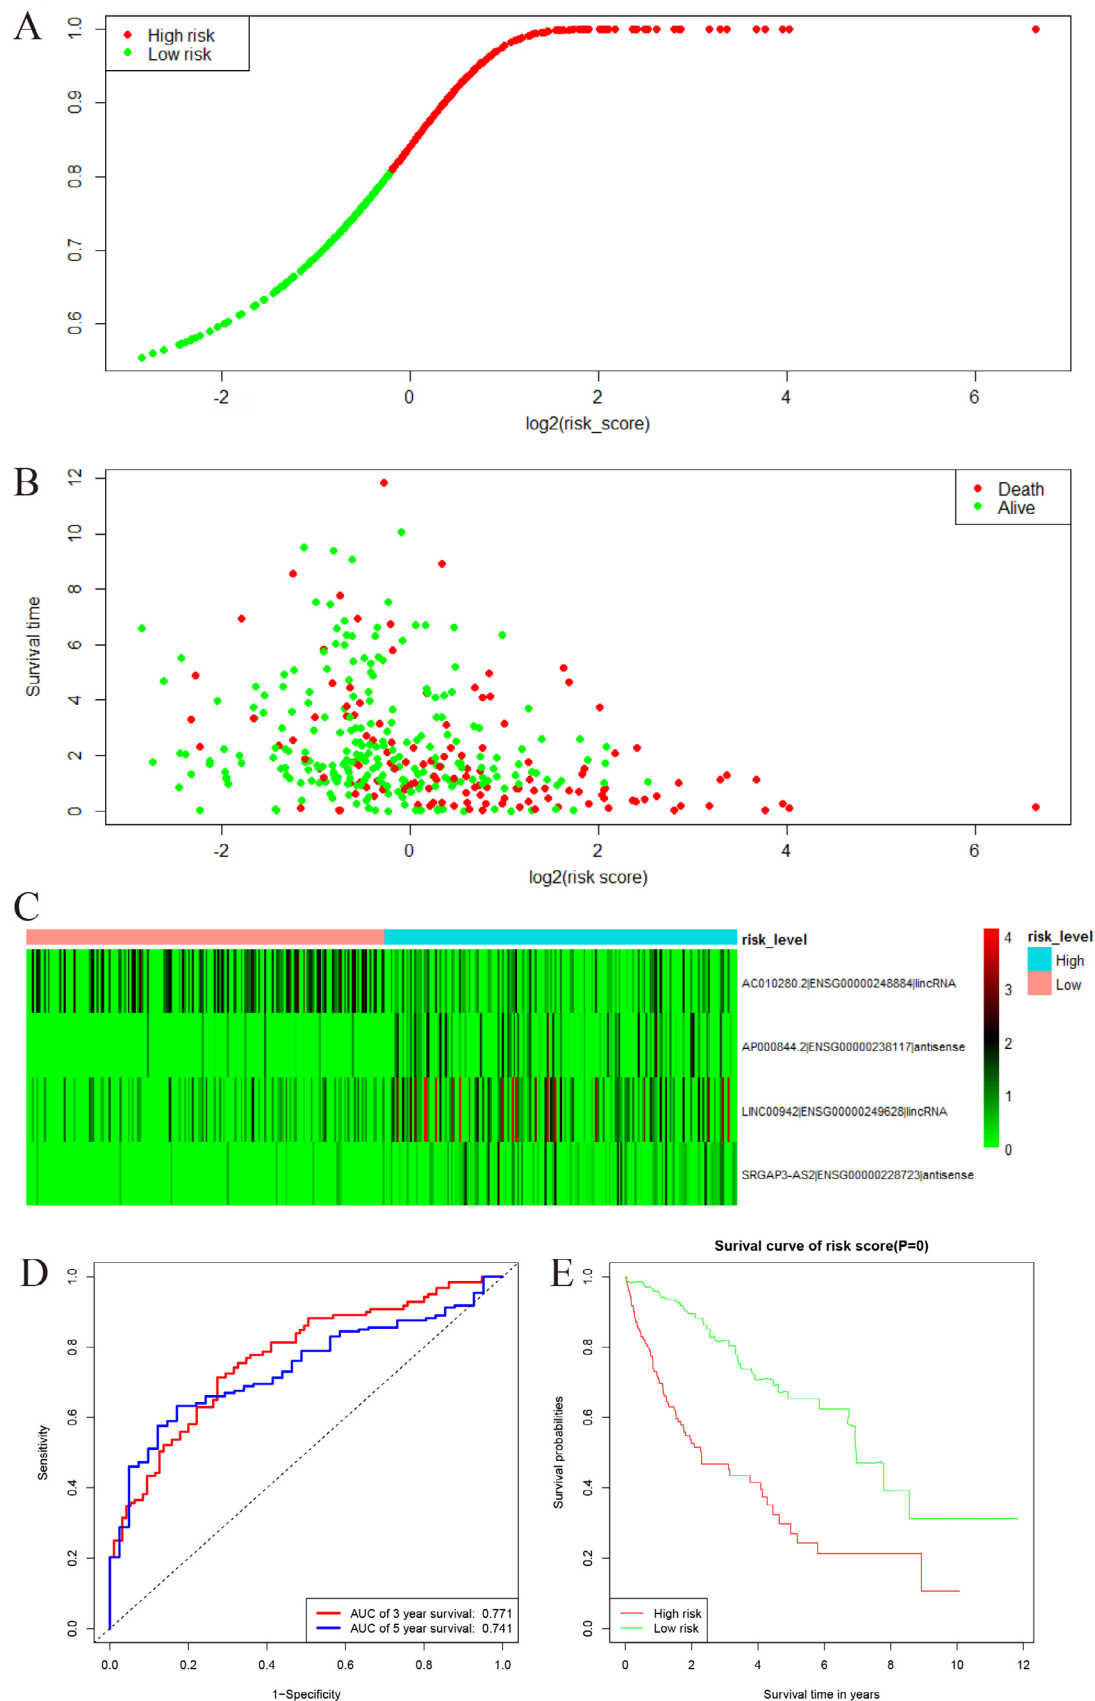 A
High risk
Low risk
1.0
0.9
0.8
0.7
0.6
-2 0 2 4 6
log2(risk_score)
B
Death
Alive
Survival time
12
10
8
6
4
2
0
-2 0 2 4 6
log2(risk score)
C
risk_level
AC010280.2|ENSG00000248884|lincRNA
AP000844.2|ENSG00000238117|antisense
LINC00942|ENSG00000249628|lincRNA
SRGAP3-AS2|ENSG00000228723|antisense
4
3
2
1
0
risk_level
High
Low
D
Sensitivity
1.0
0.8
0.6
0.4
0.2
0.0
AUC of 3 year survival: 0.771
AUC of 5 year survival: 0.741
0.0 0.2 0.4 0.6 0.8 1.0
1-Specificity
E
Surival curve of risk score(P=0)
Survival probabilities
1.0
0.8
0.6
0.4
0.2
0.0
High risk
Low risk
0 2 4 6 8 10 12
Survival time in years